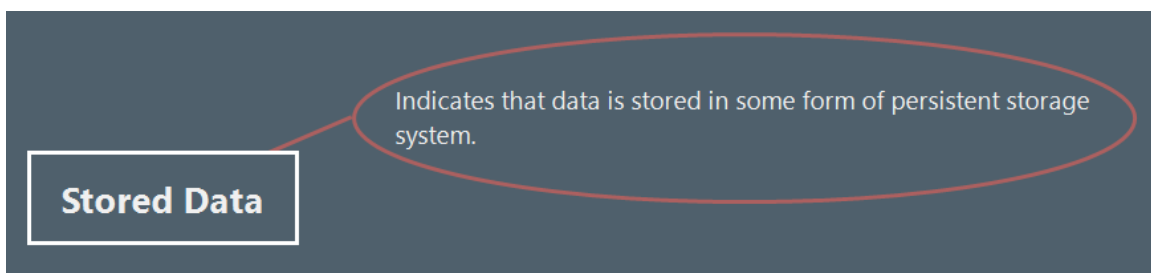 Indicates that data is stored in some form of persistent storage
system.
Stored Data